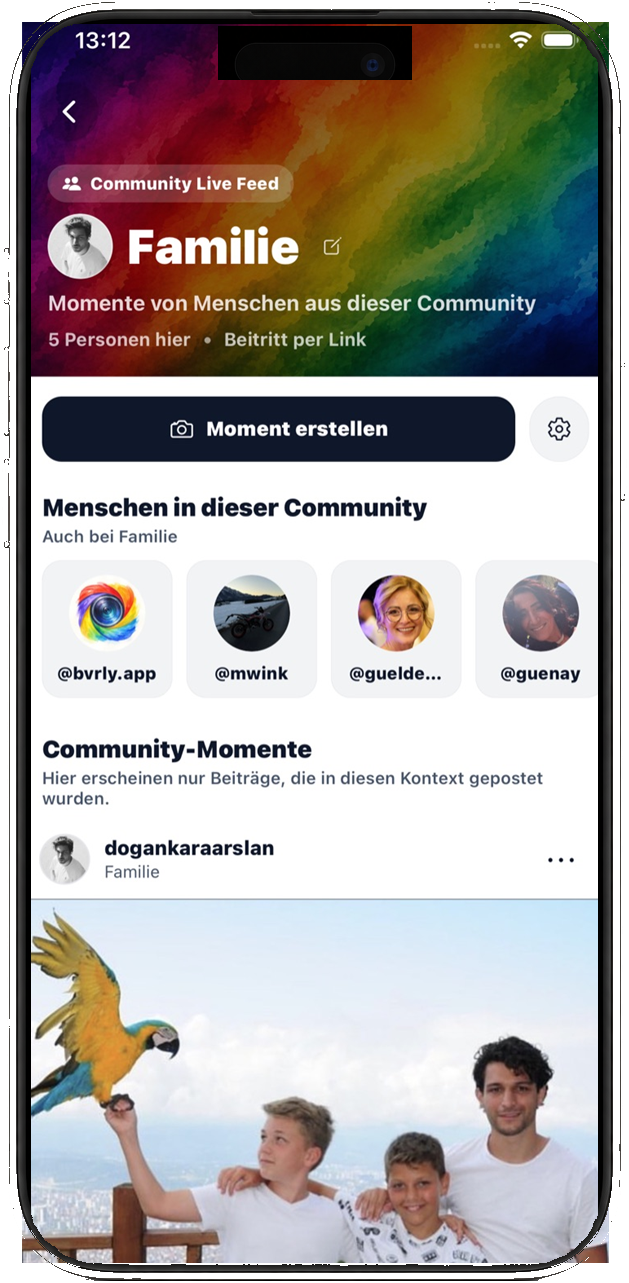 13:12
Community Live Feed
Familie
Momente von Menschen aus dieser Community
5 Personen hier • Beitritt per Link
Moment erstellen
Menschen in dieser Community
Auch bei Familie
@bvrly.app
@mwink
@guelde...
@guenay
Community-Momente
Hier erscheinen nur Beiträge, die in diesen Kontext gepostet
wurden.
dogankaraarslan
Familie